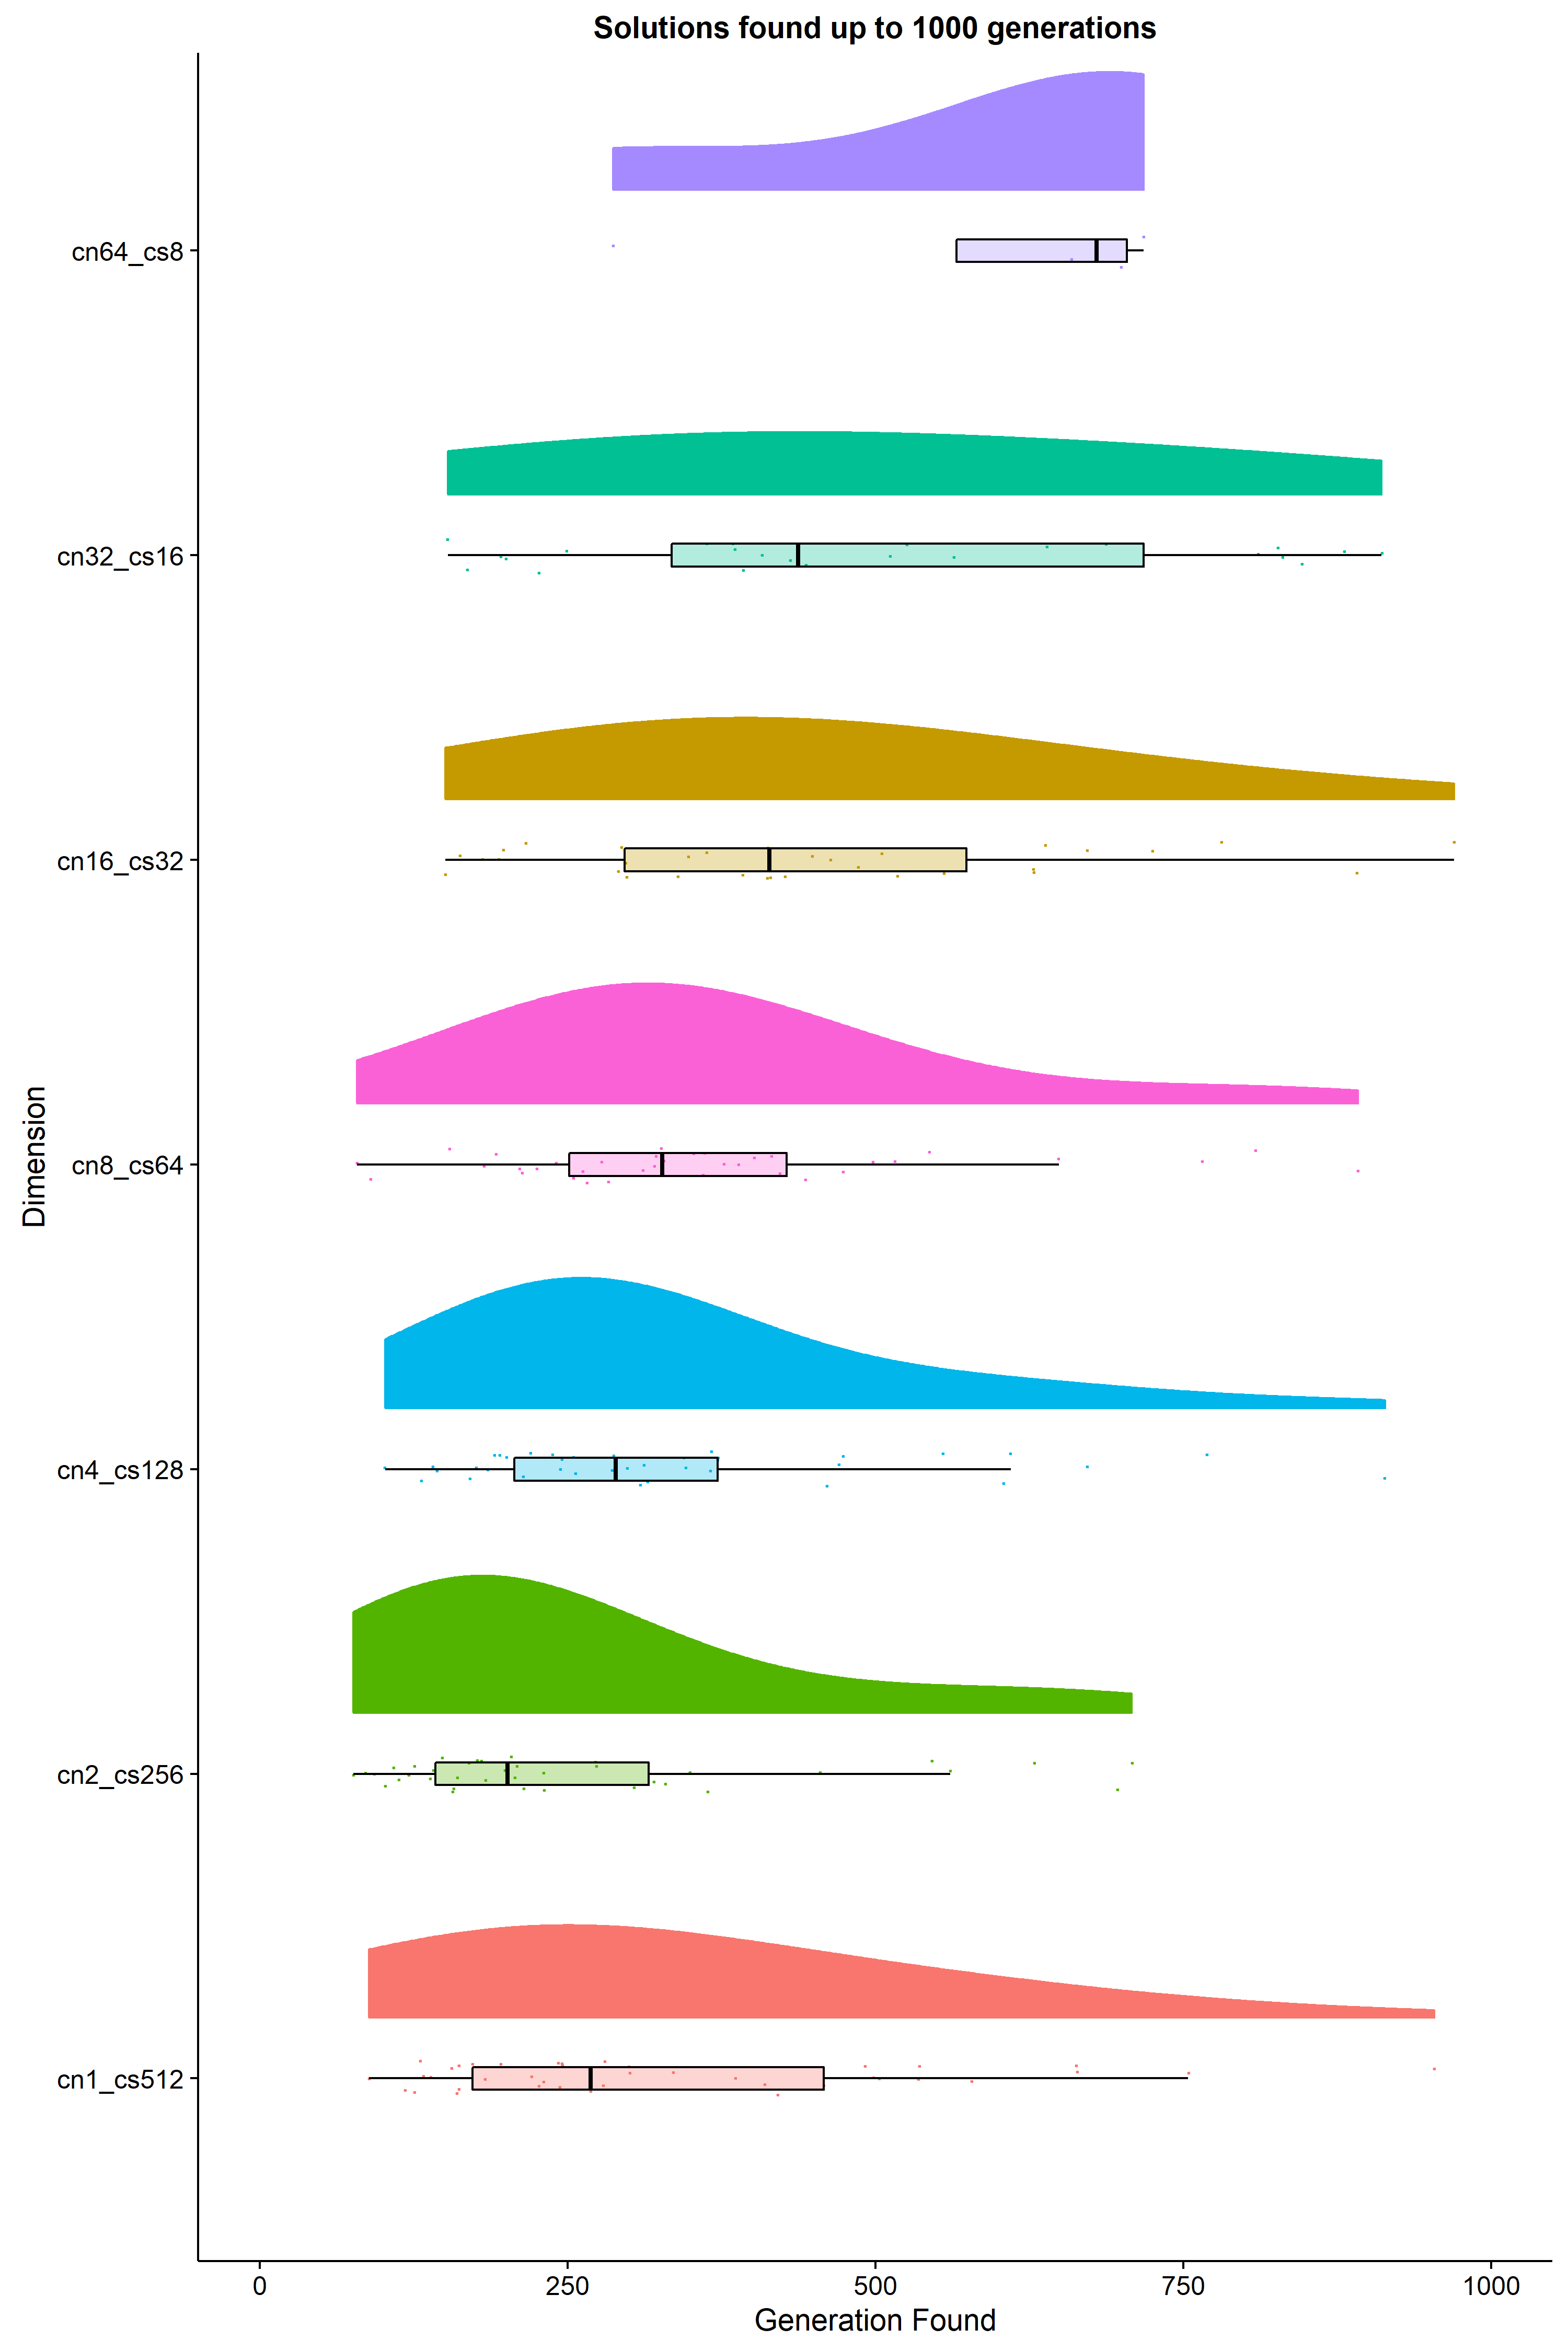 Solutions found up to 1000 generations
cn64_cs8
cn32_cs16
cn16_cs32
cn8_cs64
cn4_cs128
cn2_cs256
cn1_cs512
Dimension
0 250 500 750 1000
Generation Found